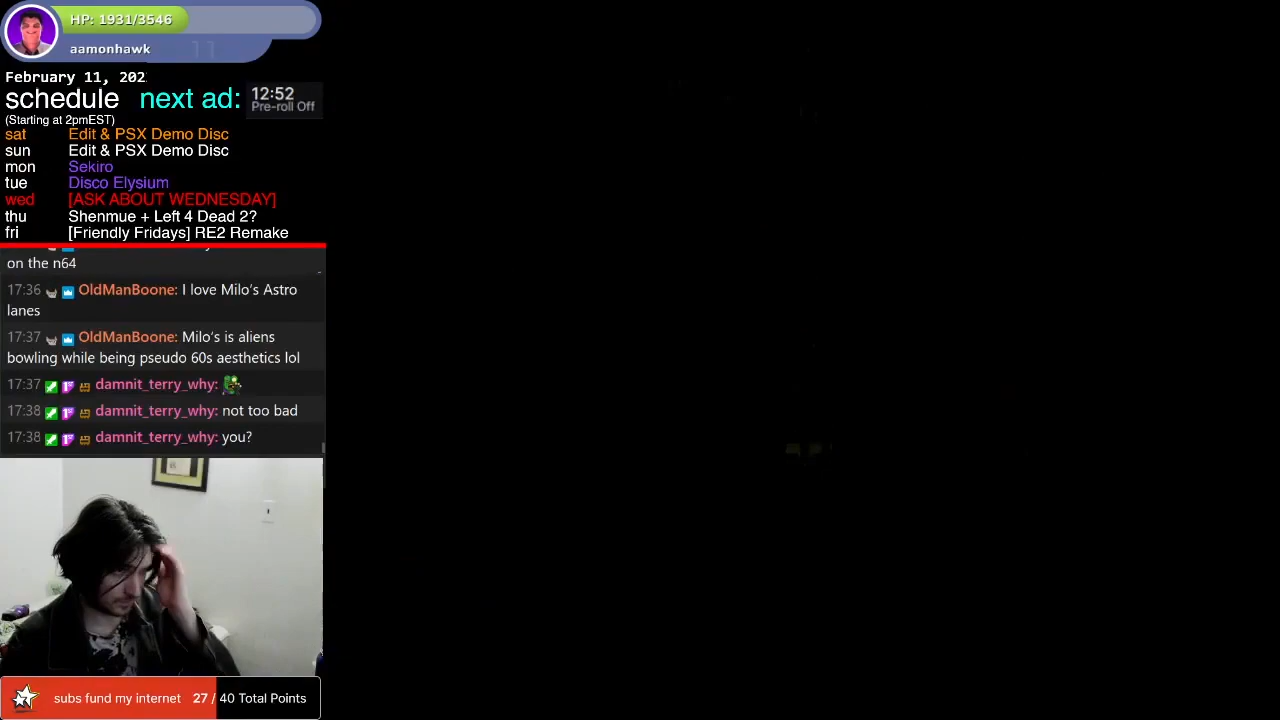 HP: 1931/3546
aamonhawk
11
February 11, 202
schedule next ad: 12:52
Pre-roll Off
(Starting at 2pmEST)
sat Edit & PSX Demo Disc
sun Edit & PSX Demo Disc
mon Sekiro
tue Disco Elysium
wed [ASK ABOUT WEDNESDAY]
thu Shenmue + Left 4 Dead 2?
fri [Friendly Fridays] RE2 Remake
on the n64
17:36 OldManBoone: I love Milo's Astro
lanes
17:37 OldManBoone: Milo's is aliens
bowling while being pseudo 60s aesthetics lol
17:37 damnit_terry_why:
17:38 damnit_terry_why: not too bad
17:38 damnit_terry_why: you?
subs fund my internet 27 / 40 Total Points